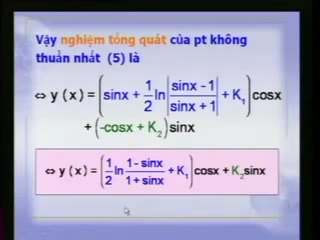 Vậy nghiệm tổng quát của pt không
thuần nhất (5) là
⇔ y (x) = (sinx + 1/2 ln|sinx - 1 / sinx + 1| + K₁) cosx
+ (-cosx + K₂) sinx
⇔ y (x) = (1/2 ln 1 - sinx / 1 + sinx + K₁) cosx + K₂sinx